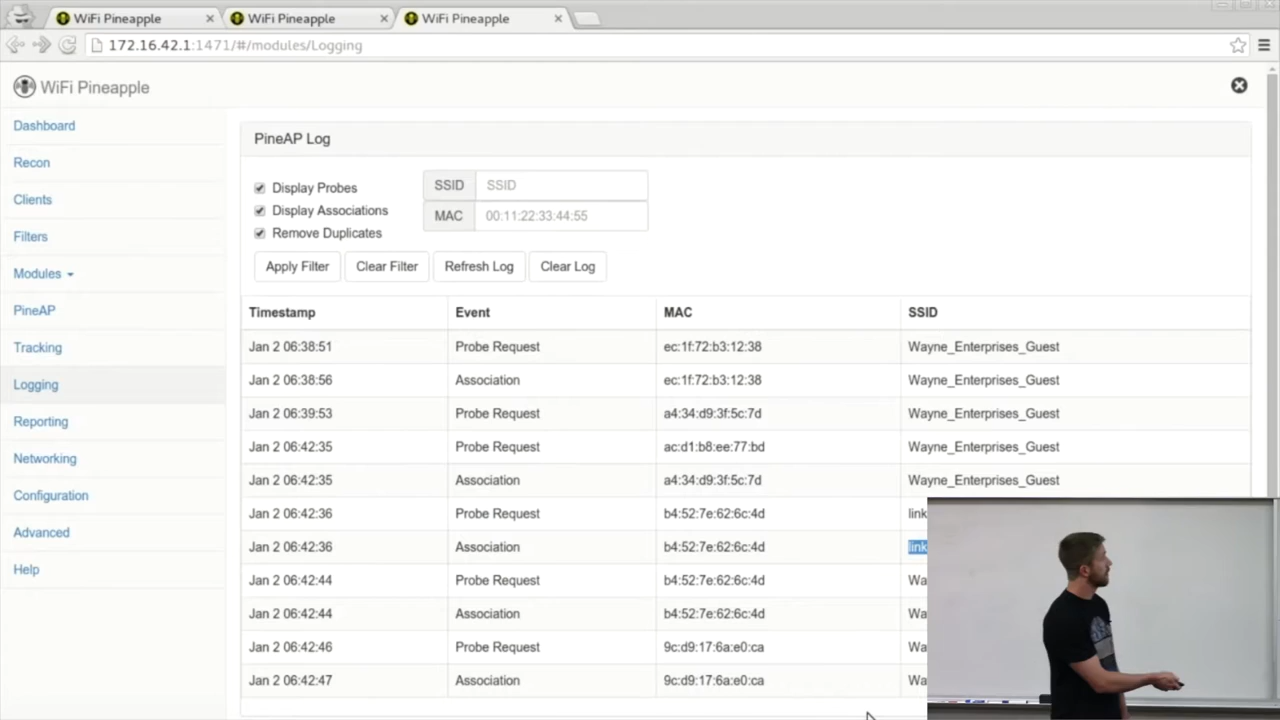 WiFi Pineapple WiFi Pineapple WiFi Pineapple
172.16.42.1:1471/#/modules/Logging
WiFi Pineapple
Dashboard
Recon
Clients
Filters
Modules
PineAP
Tracking
Logging
Reporting
Networking
Configuration
Advanced
Help
PineAP Log
Display Probes
Display Associations
Remove Duplicates
SSID SSID
MAC 00:11:22:33:44:55
Apply Filter Clear Filter Refresh Log Clear Log
Timestamp Event MAC SSID
Jan 2 06:38:51 Probe Request ec:1f:72:b3:12:38 Wayne_Enterprises_Guest
Jan 2 06:38:56 Association ec:1f:72:b3:12:38 Wayne_Enterprises_Guest
Jan 2 06:39:53 Probe Request a4:34:d9:3f:5c:7d Wayne_Enterprises_Guest
Jan 2 06:42:35 Probe Request ac:d1:b8:ee:77:bd Wayne_Enterprises_Guest
Jan 2 06:42:35 Association a4:34:d9:3f:5c:7d Wayne_Enterprises_Guest
Jan 2 06:42:36 Probe Request b4:52:7e:62:6c:4d link
Jan 2 06:42:36 Association b4:52:7e:62:6c:4d link
Jan 2 06:42:44 Probe Request b4:52:7e:62:6c:4d Wa
Jan 2 06:42:44 Association b4:52:7e:62:6c:4d Wa
Jan 2 06:42:46 Probe Request 9c:d9:17:6a:e0:ca Wa
Jan 2 06:42:47 Association 9c:d9:17:6a:e0:ca Wa